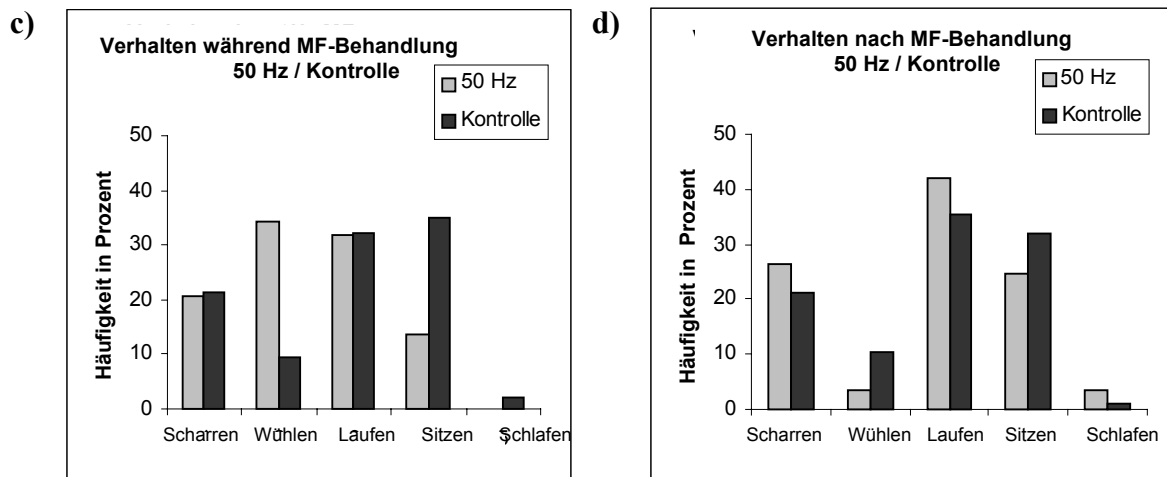 c)
Verhalten während MF-Behandlung
50 Hz / Kontrolle
50 Hz
Kontrolle
Häufigkeit in Prozent
50
40
30
20
10
0
Scharren Wühlen Laufen Sitzen Schlafen
d)
Verhalten nach MF-Behandlung
50 Hz / Kontrolle
50 Hz
Kontrolle
Häufigkeit in Prozent
50
40
30
20
10
0
Scharren Wühlen Laufen Sitzen Schlafen